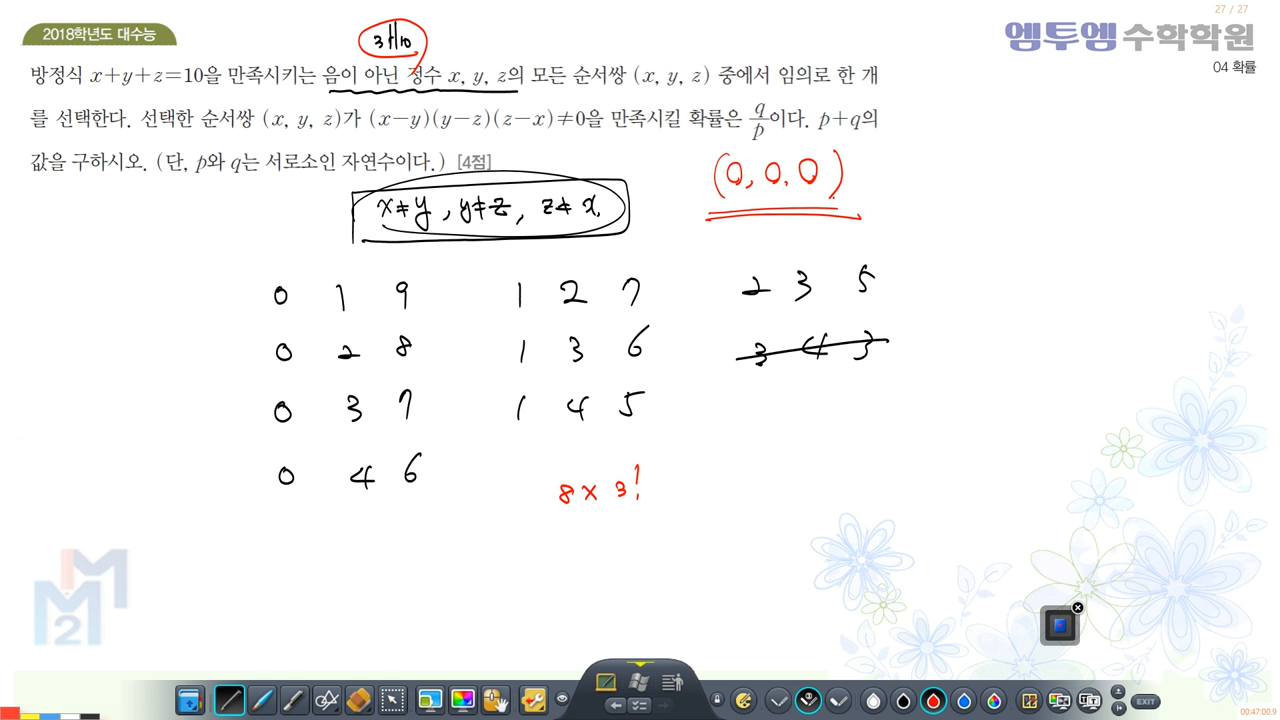 27 / 27
2018학년도 대수능
엠투엠수학학원
04 확률
3H10
방정식 x+y+z=10을 만족시키는 음이 아닌 정수 x, y, z의 모든 순서쌍 (x, y, z) 중에서 임의로 한 개
를 선택한다. 선택한 순서쌍 (x, y, z)가 (x-y)(y-z)(z-x)≠0을 만족시킬 확률은 q/p이다. p+q의
값을 구하시오. (단, p와 q는 서로소인 자연수이다.) [4점]
(0, 0, 0)
x≠y, y≠z, z≠x.
0 1 9 1 2 7 2 3 5
0 2 8 1 3 6 3 4 3
0 3 7 1 4 5
0 4 6
8×3!
M M 2
EXIT
00:47:00.9